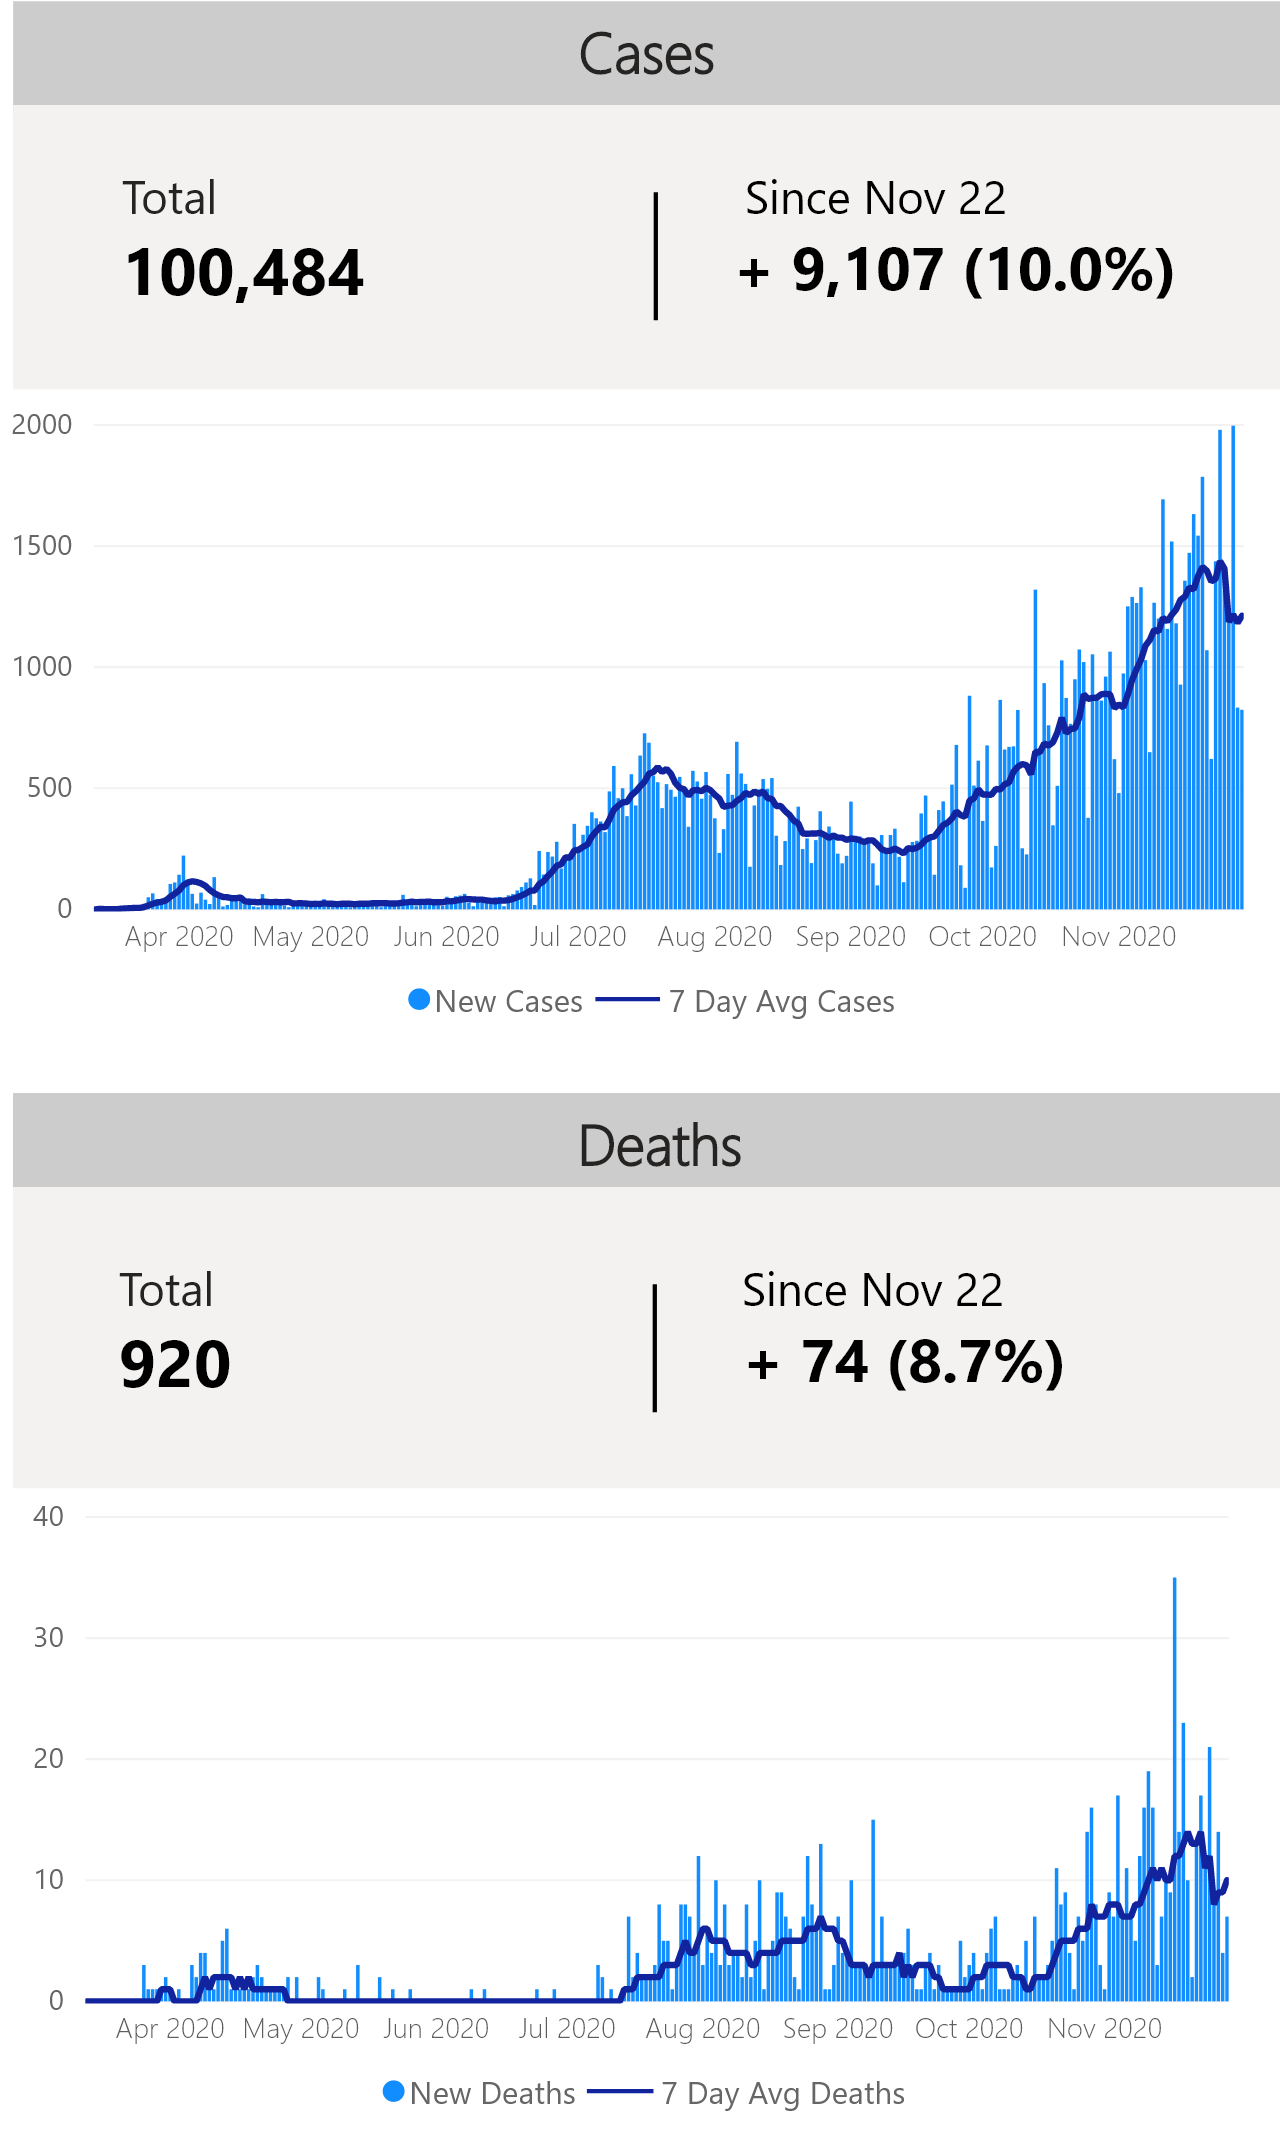 Cases
Total
Since Nov 22
100,484
+ 9,107 (10.0%)
2000
1500
1000
500
0
Apr 2020 May 2020 Jun 2020 Jul 2020 Aug 2020 Sep 2020 Oct 2020 Nov 2020
New Cases 7 Day Avg Cases
Deaths
Total
Since Nov 22
920
+ 74 (8.7%)
40
30
20
10
0
Apr 2020 May 2020 Jun 2020 Jul 2020 Aug 2020 Sep 2020 Oct 2020 Nov 2020
New Deaths 7 Day Avg Deaths